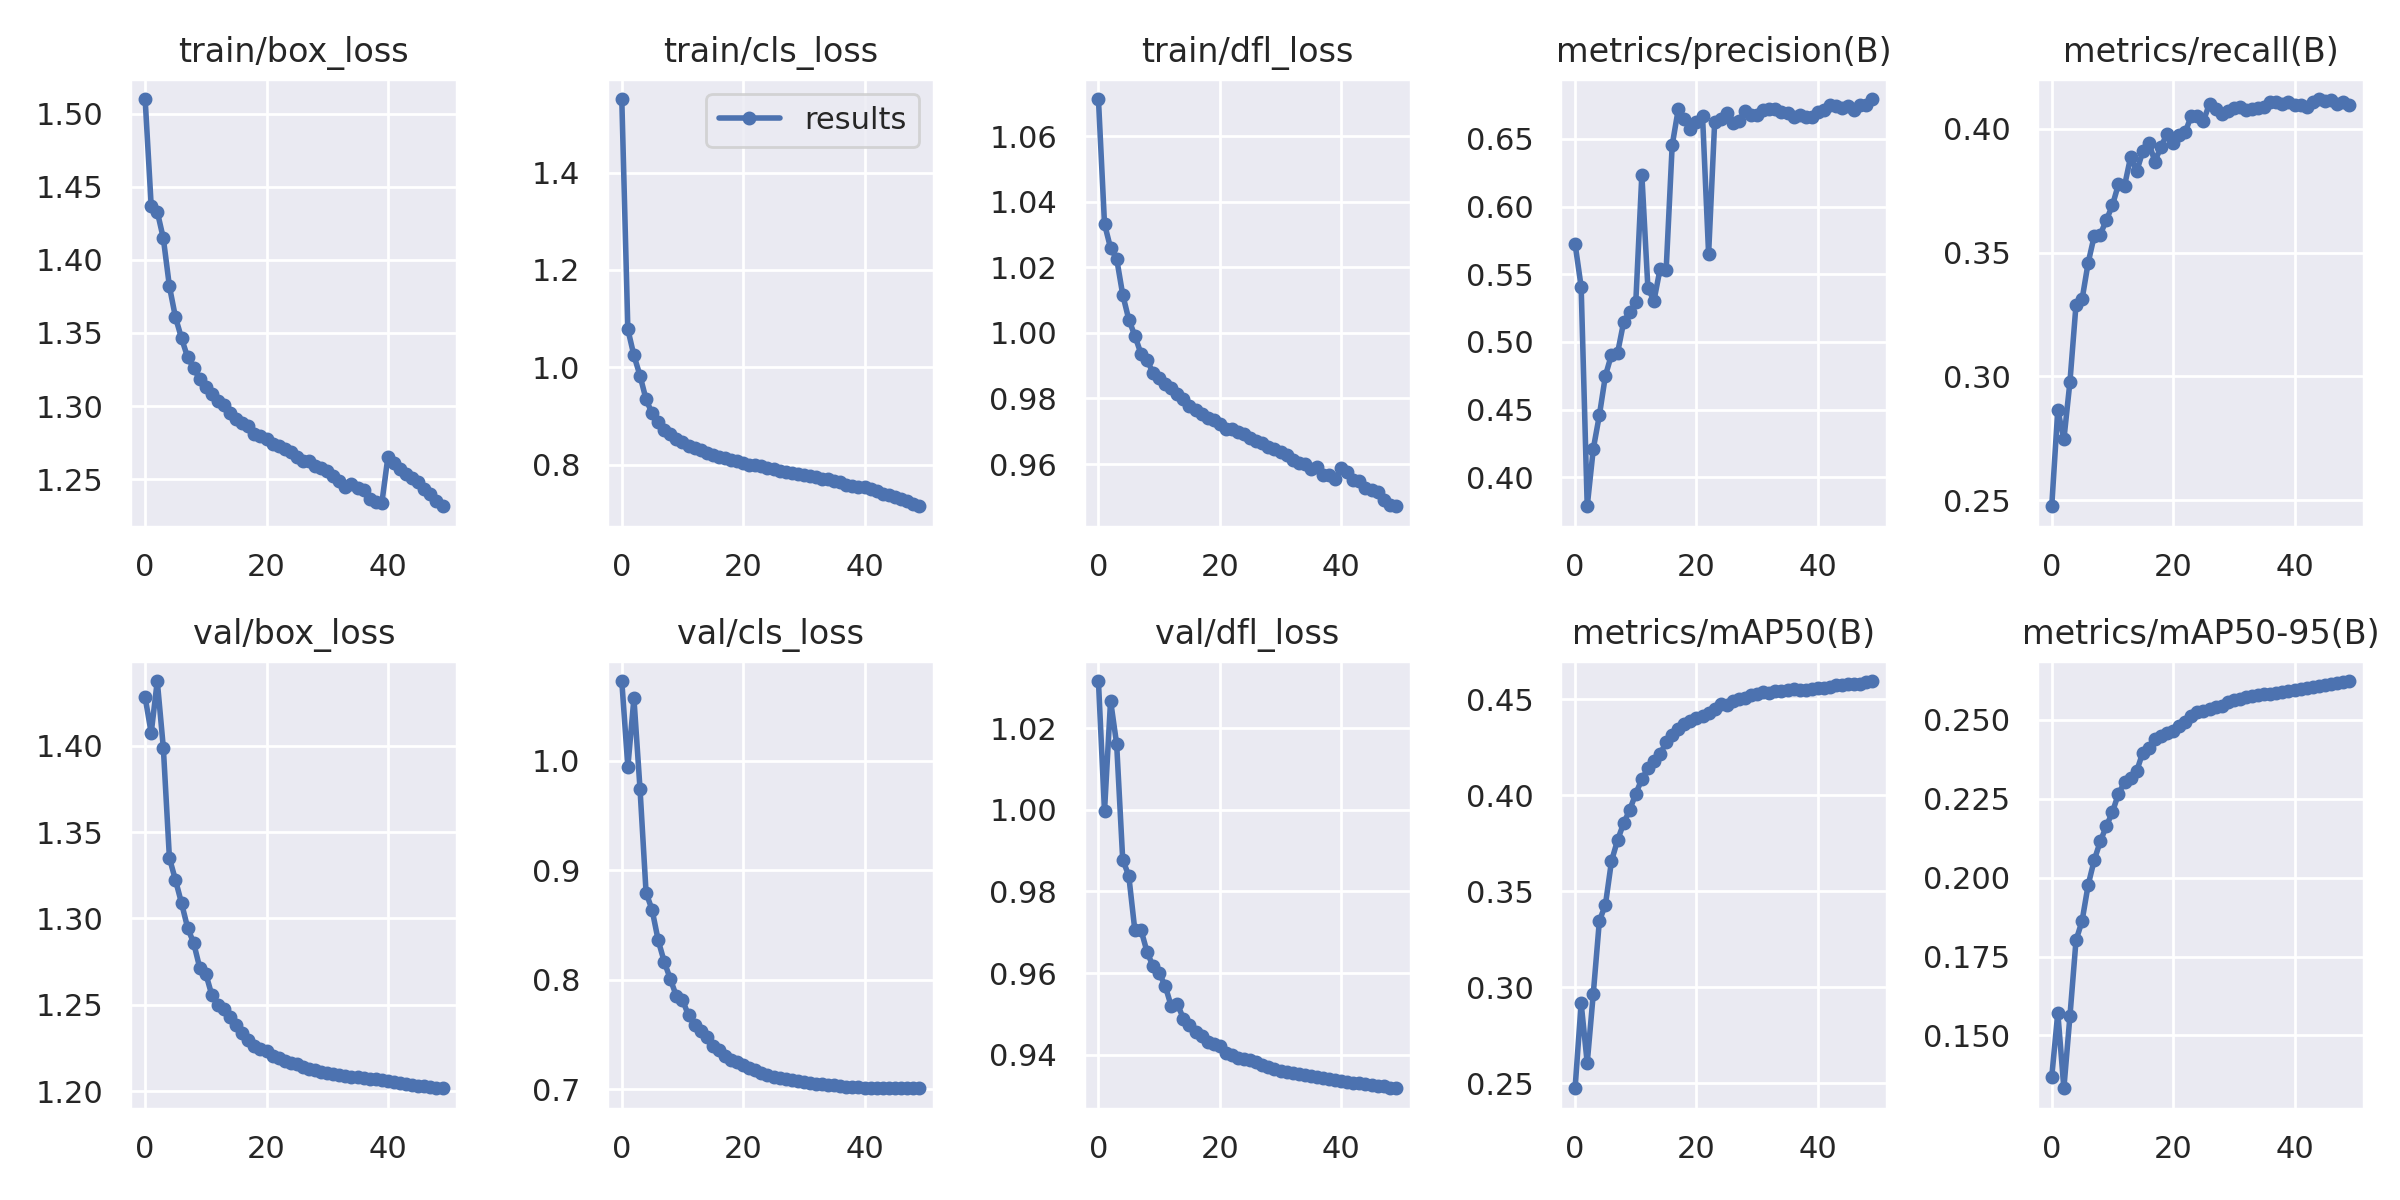 train/box_loss
train/cls_loss
train/dfl_loss
metrics/precision(B)
metrics/recall(B)
1.50
1.45
1.40
1.35
1.30
1.25
0 20 40
results
1.4
1.2
1.0
0.8
0 20 40
1.06
1.04
1.02
1.00
0.98
0.96
0 20 40
0.65
0.60
0.55
0.50
0.45
0.40
0 20 40
0.40
0.35
0.30
0.25
0 20 40
val/box_loss
val/cls_loss
val/dfl_loss
metrics/mAP50(B)
metrics/mAP50-95(B)
1.40
1.35
1.30
1.25
1.20
0 20 40
1.0
0.9
0.8
0.7
0 20 40
1.02
1.00
0.98
0.96
0.94
0 20 40
0.45
0.40
0.35
0.30
0.25
0 20 40
0.250
0.225
0.200
0.175
0.150
0 20 40